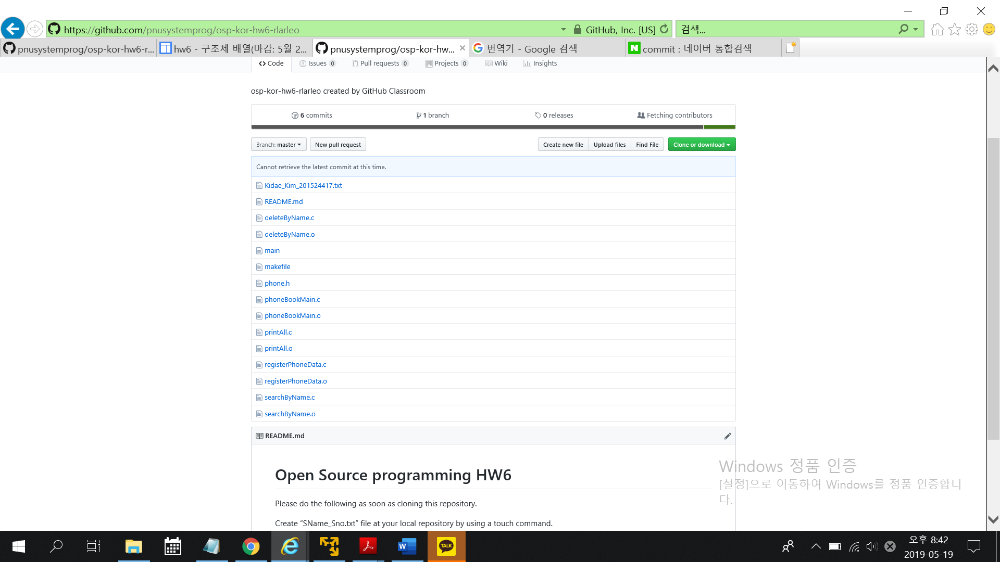 https://github.com/pnusystemprog/osp-kor-hw6-rlarleo
GitHub, Inc. [US]
검색...
pnusystemprog/osp-kor-hw6-r...
hw6 - 구조체 배열(마감: 5월 2...
pnusystemprog/osp-kor-hw...
번역기 - Google 검색
commit : 네이버 통합검색
Code
Issues 0
Pull requests 0
Projects 0
Wiki
Insights
osp-kor-hw6-rlarleo created by GitHub Classroom
6 commits
1 branch
0 releases
Fetching contributors
Branch: master
New pull request
Create new file
Upload files
Find File
Clone or download
Cannot retrieve the latest commit at this time.
Kidae_Kim_201524417.txt
README.md
deleteByName.c
deleteByName.o
main
makefile
phone.h
phoneBookMain.c
phoneBookMain.o
printAll.c
printAll.o
registerPhoneData.c
registerPhoneData.o
searchByName.c
searchByName.o
README.md
Open Source programming HW6
Please do the following as soon as cloning this repository.
Create “SName_Sno.txt” file at your local repository by using a touch command.
Windows 정품 인증
[설정]으로 이동하여 Windows를 정품 인증합니
다.
W
TALK
오후 8:42
2019-05-19